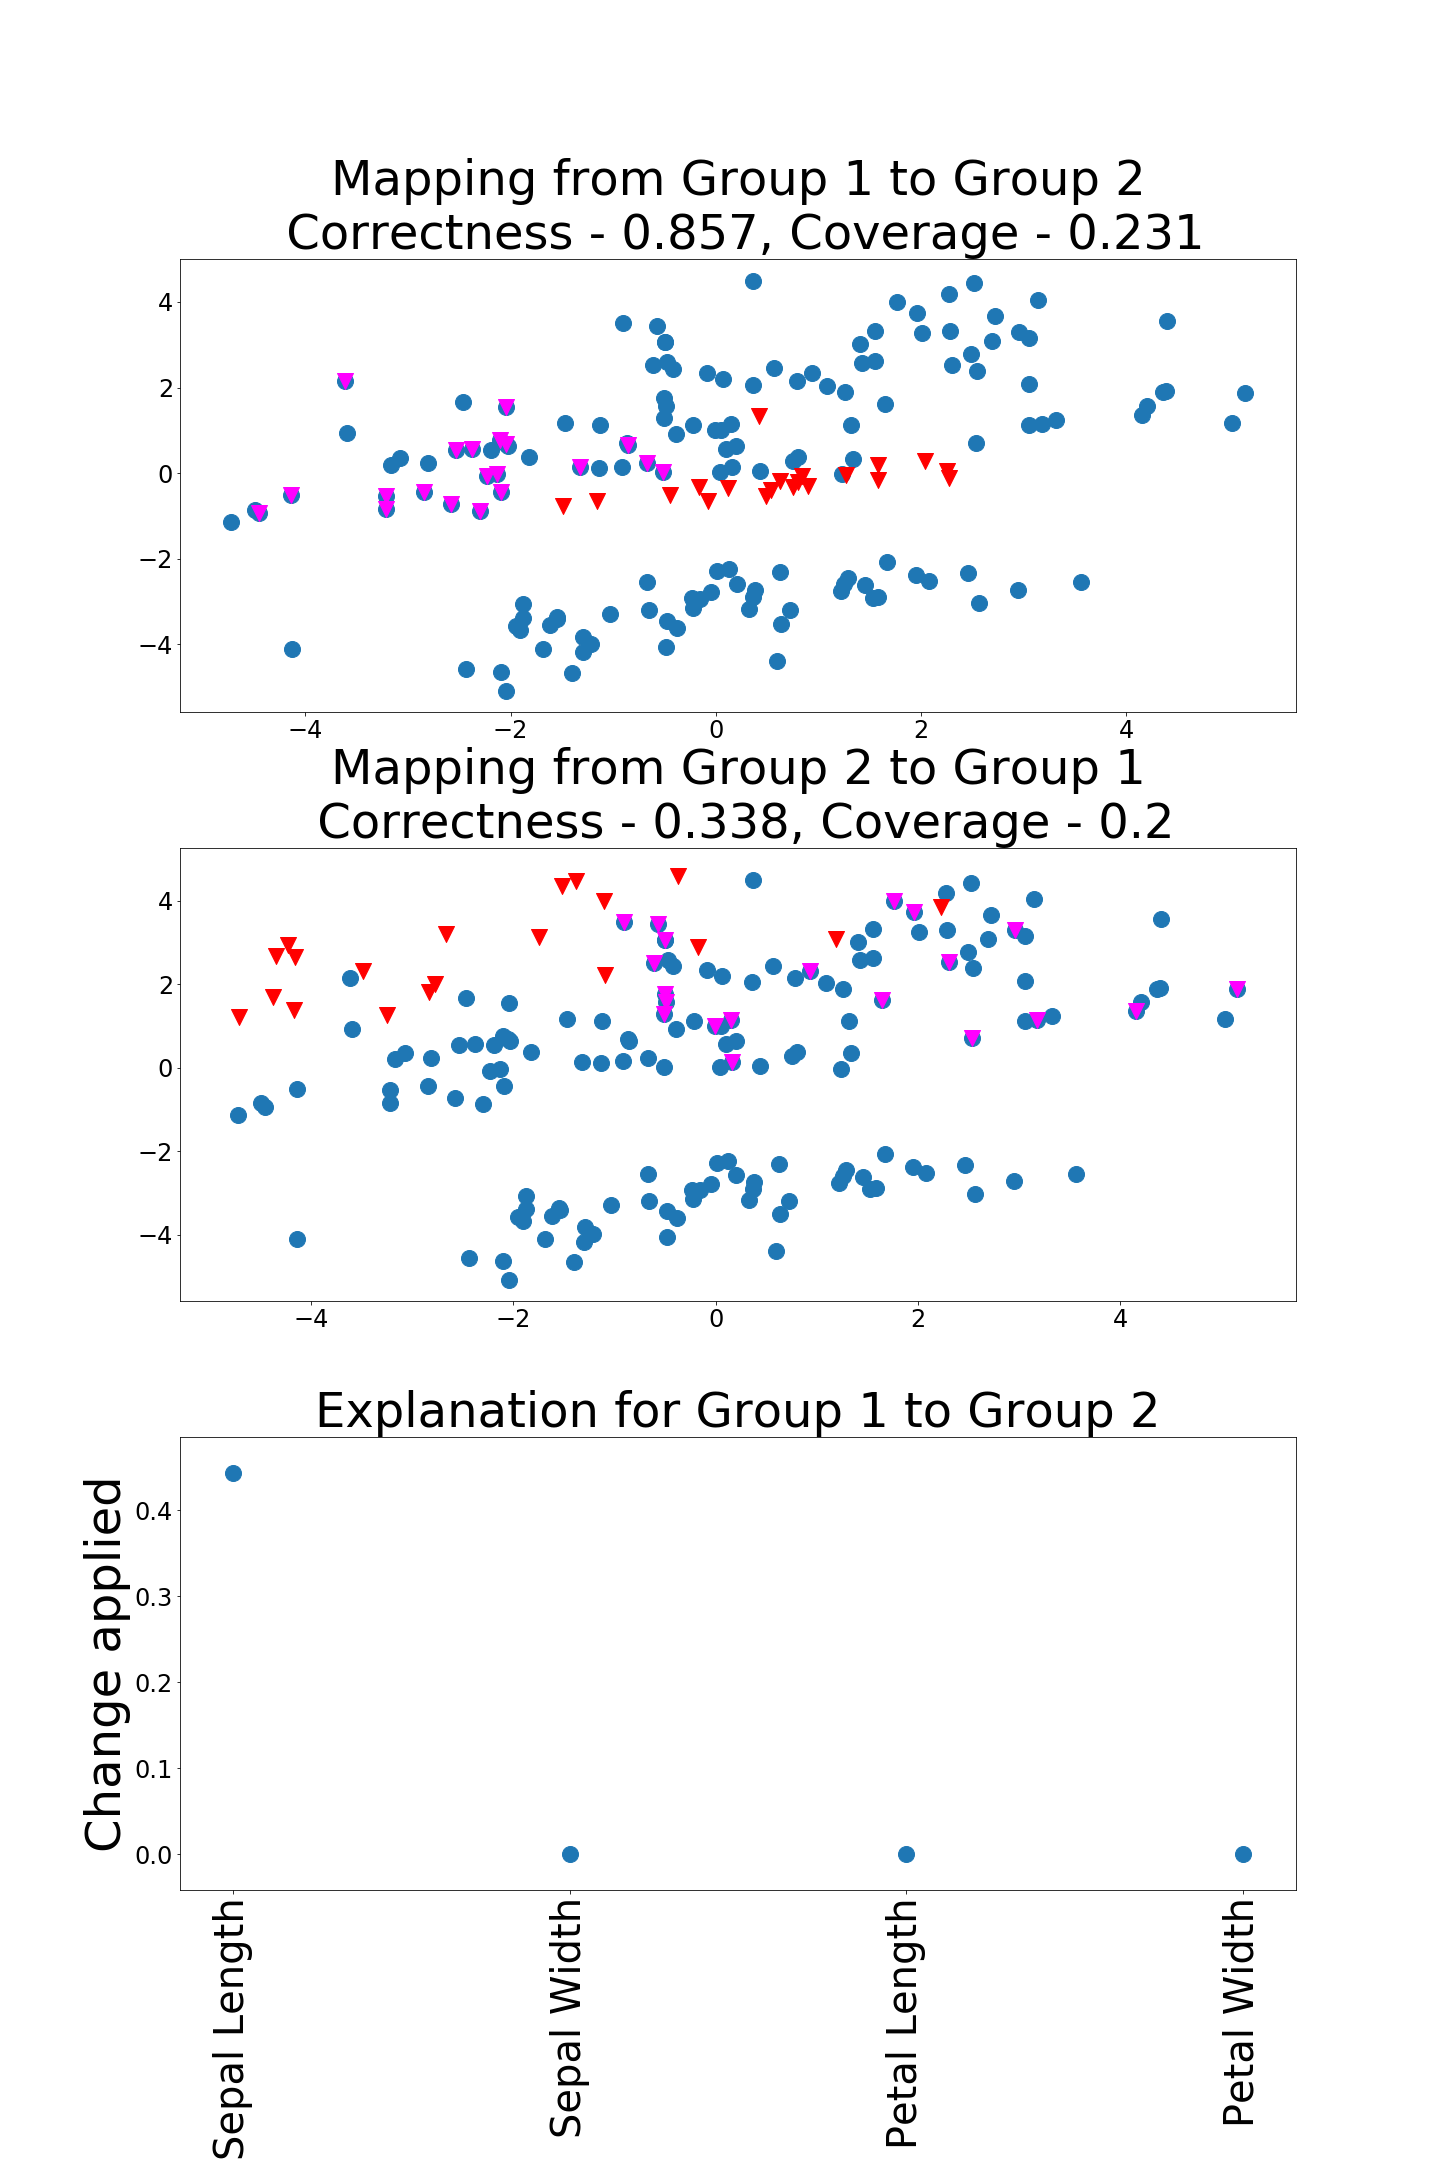 Mapping from Group 1 to Group 2
Correctness - 0.857, Coverage - 0.231
4
2
0
−2
−4
−4 −2 0 2 4
Mapping from Group 2 to Group 1
Correctness - 0.338, Coverage - 0.2
4
2
0
−2
−4
−4 −2 0 2 4
Explanation for Group 1 to Group 2
Change applied
0.4
0.3
0.2
0.1
0.0
Sepal Length
Sepal Width
Petal Length
Petal Width